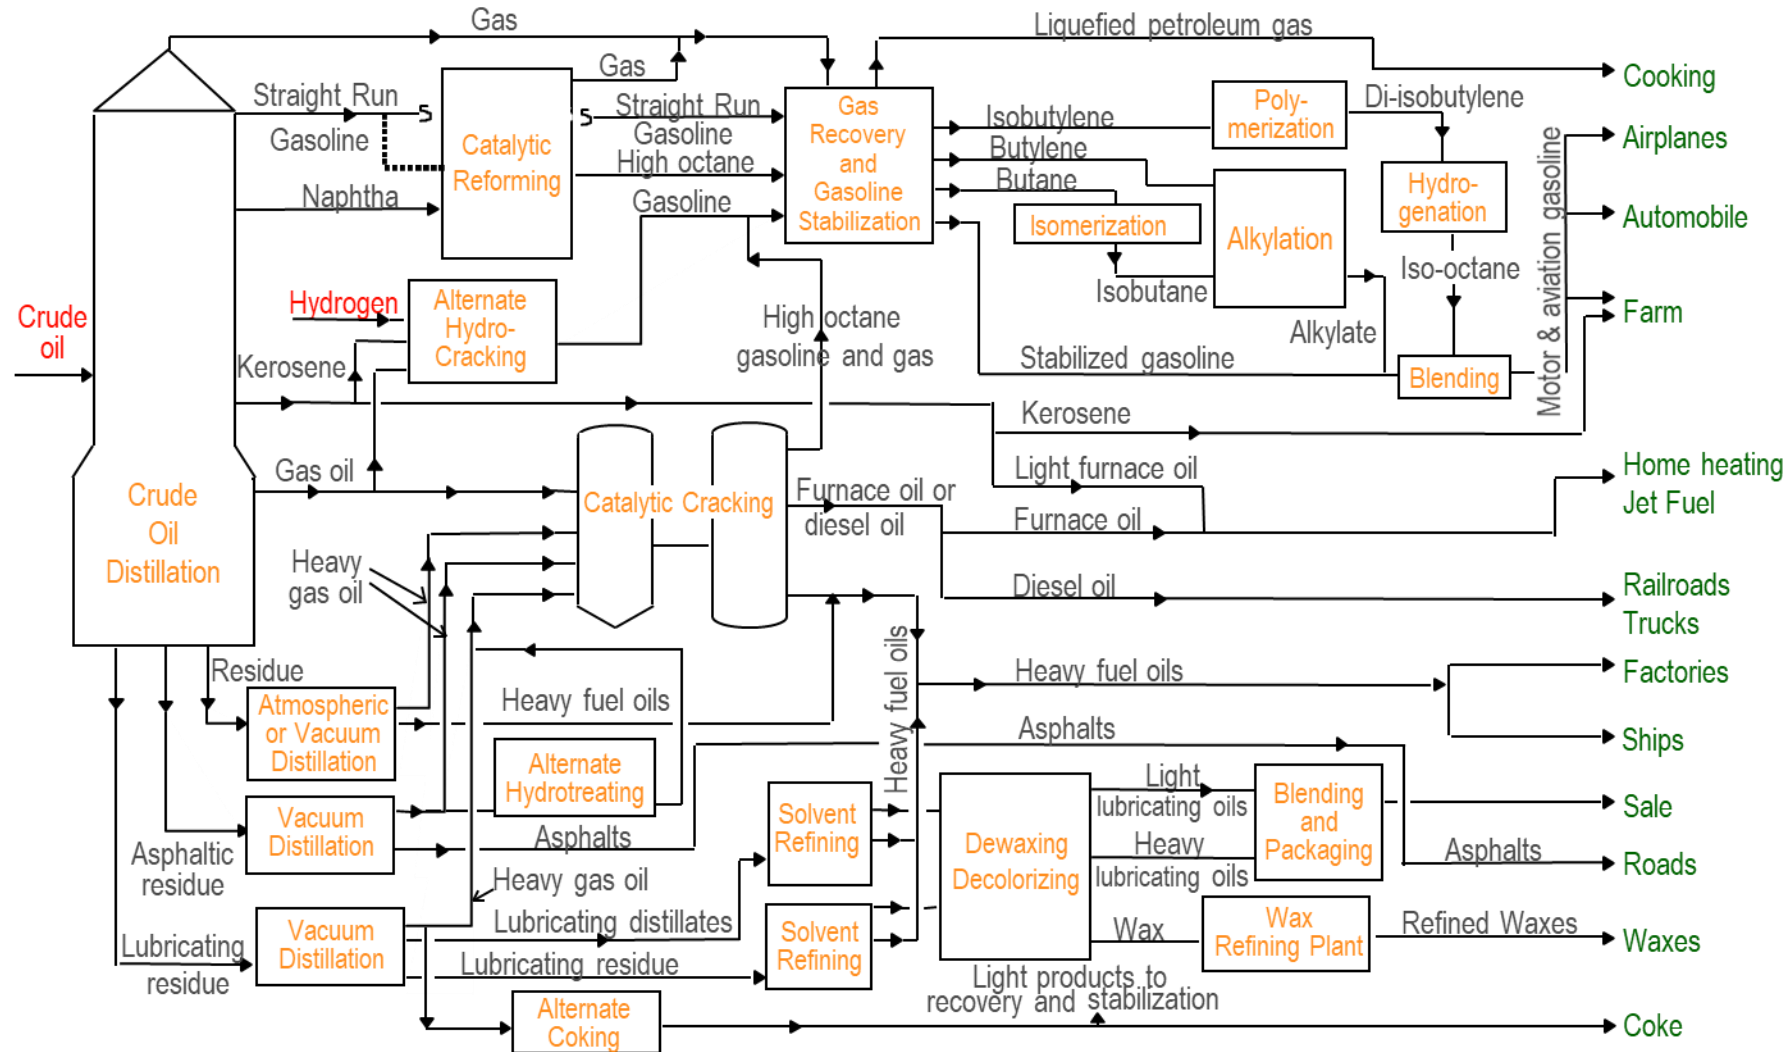 Gas
Liquefied petroleum gas
Gas
Cooking
Straight Run
Gasoline
Catalytic
Reforming
Straight Run
Gasoline
High octane
Gasoline
Naphtha
Gas
Recovery
and
Gasoline
Stabilization
Isobutylene
Butylene
Butane
Poly-
merization
Di-isobutylene
Isomerization
Isobutane
Alkylation
Hydro-
genation
Iso-octane
Alkylate
Motor & aviation gasoline
Airplanes
Automobile
Farm
Crude
oil
Hydrogen
Alternate
Hydro-
Cracking
Kerosene
High octane
gasoline and gas
Stabilized gasoline
Blending
Kerosene
Crude
Oil
Distillation
Gas oil
Catalytic Cracking
Furnace oil or
diesel oil
Light furnace oil
Furnace oil
Home heating
Jet Fuel
Heavy
gas oil
Diesel oil
Railroads
Trucks
Residue
Atmospheric
or Vacuum
Distillation
Heavy fuel oils
Heavy fuel oils
Heavy fuel oils
Factories
Ships
Alternate
Hydrotreating
Asphalts
Vacuum
Distillation
Asphalts
Asphaltic
residue
Solvent
Refining
Dewaxing
Decolorizing
Light
lubricating oils
Heavy
lubricating oils
Blending
and
Packaging
Sale
Asphalts
Roads
Heavy gas oil
Lubricating distillates
Vacuum
Distillation
Lubricating
residue
Lubricating residue
Solvent
Refining
Wax
Wax
Refining Plant
Refined Waxes
Waxes
Light products to
recovery and stabilization
Alternate
Coking
Coke